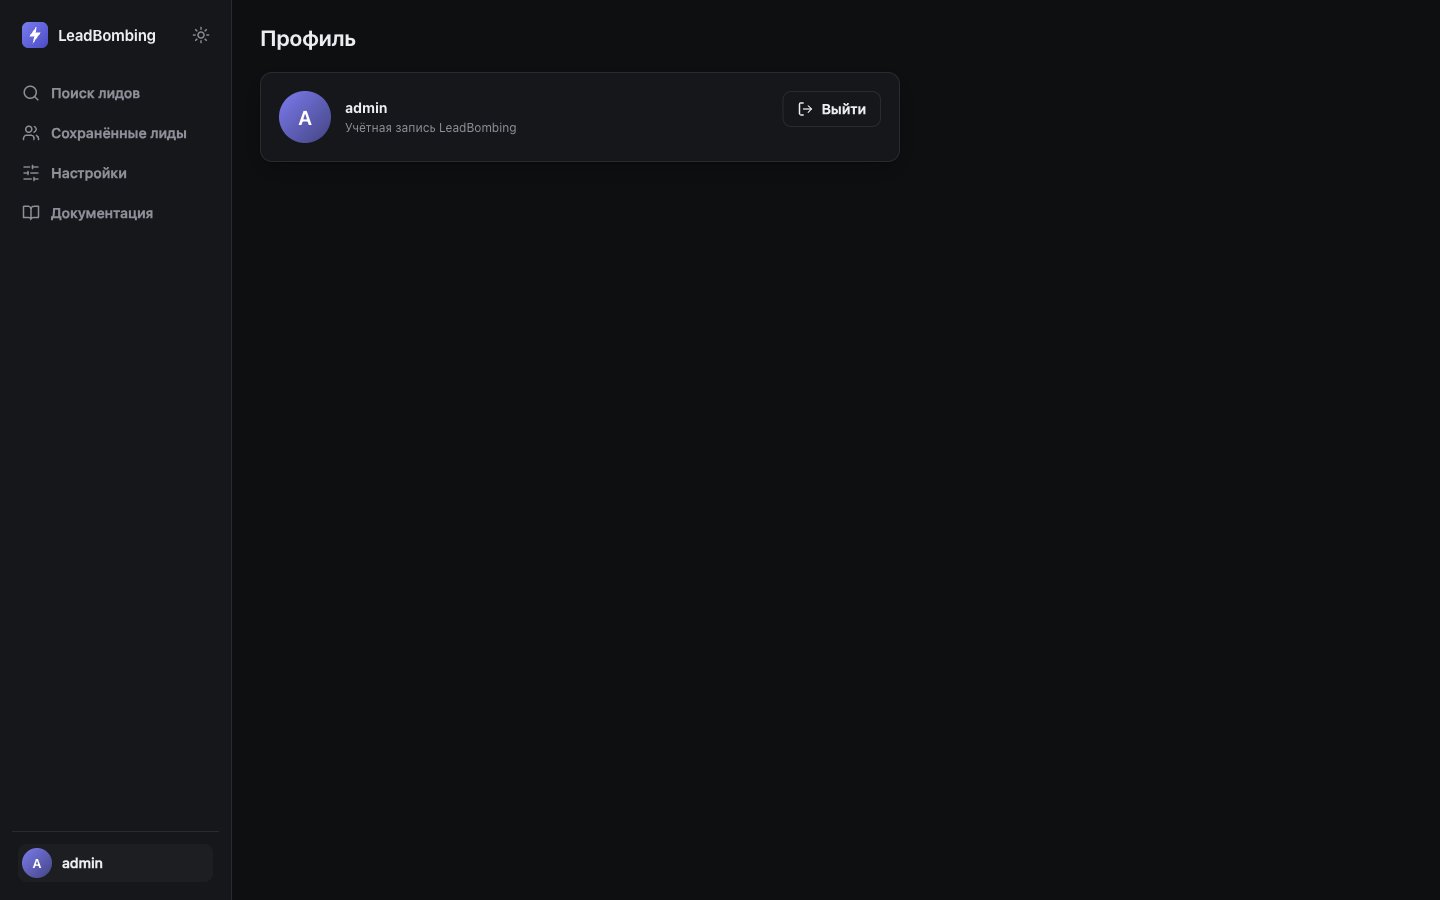 LeadBombing
Поиск лидов
Сохранённые лиды
Настройки
Документация
A
admin
Профиль
A
admin
Учётная запись LeadBombing
Выйти